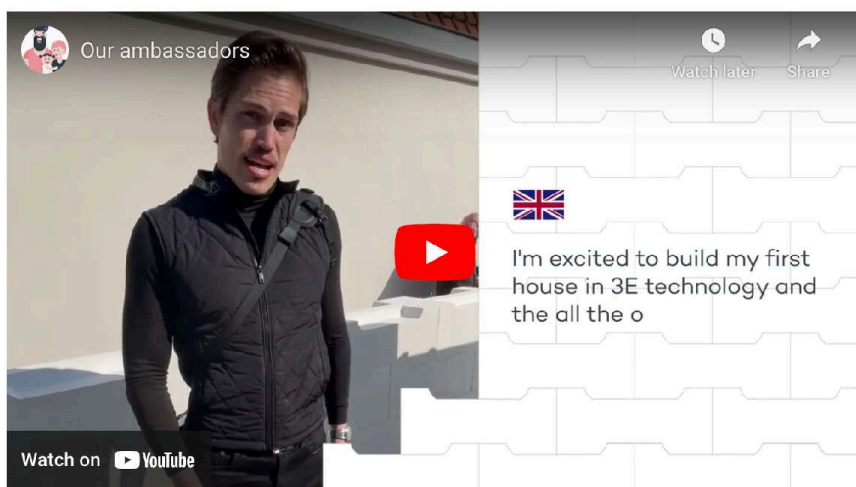 Our ambassadors
Watch later
Share
I'm excited to build my first
house in 3E technology and
the all the o
Watch on YouTube